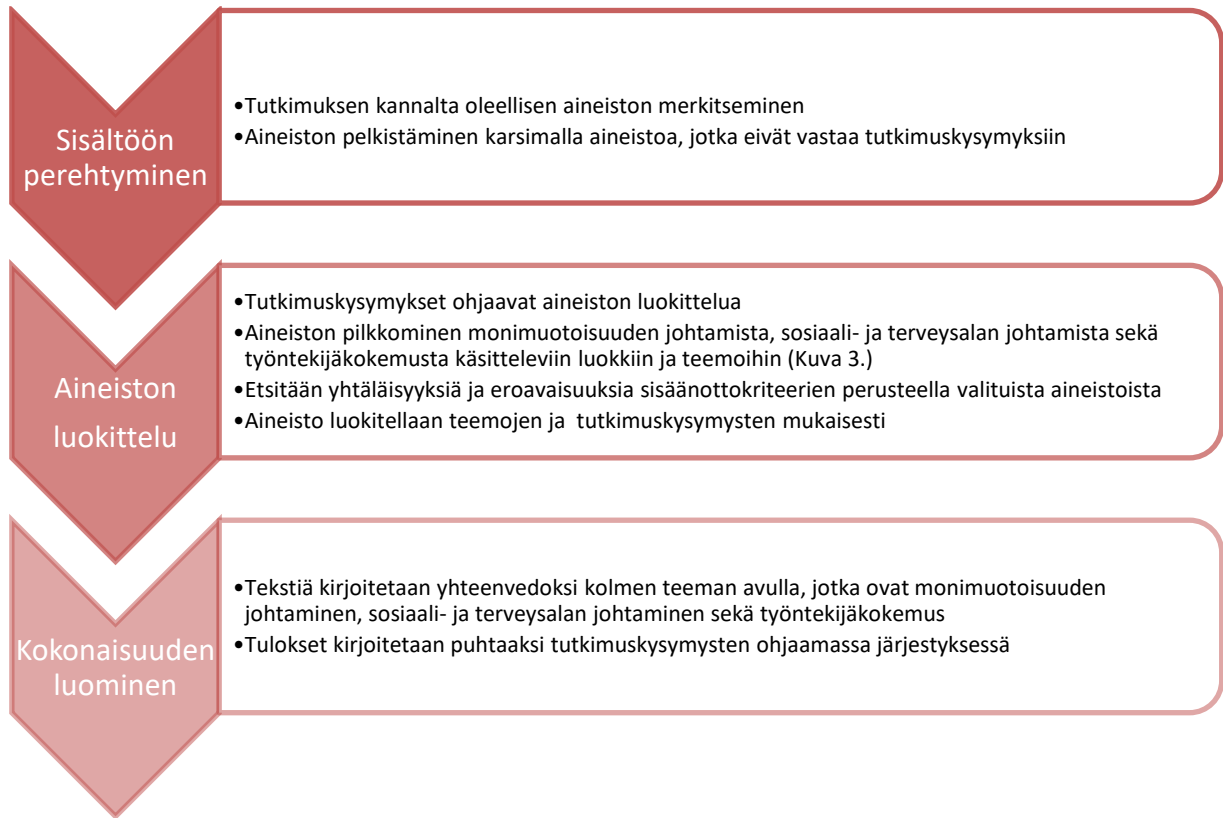 Sisältöön
perehtyminen
•Tutkimuksen kannalta oleellisen aineiston merkitseminen
•Aineiston pelkistäminen karsimalla aineistoa, jotka eivät vastaa tutkimuskysymyksiin
Aineiston
luokittelu
•Tutkimuskysymykset ohjaavat aineiston luokittelua
•Aineiston pilkkominen monimuotoisuuden johtamista, sosiaali- ja terveysalan johtamista sekä
työntekijäkokemusta käsitteleviin luokkiin ja teemoihin (Kuva 3.)
•Etsitään yhtäläisyyksiä ja eroavaisuuksia sisäänottokriteerien perusteella valituista aineistoista
•Aineisto luokitellaan teemojen ja  tutkimuskysymysten mukaisesti
Kokonaisuuden
luominen
•Tekstiä kirjoitetaan yhteenvedoksi kolmen teeman avulla, jotka ovat monimuotoisuuden
johtaminen, sosiaali- ja terveysalan johtaminen sekä työntekijäkokemus
•Tulokset kirjoitetaan puhtaaksi tutkimuskysymysten ohjaamassa järjestyksessä